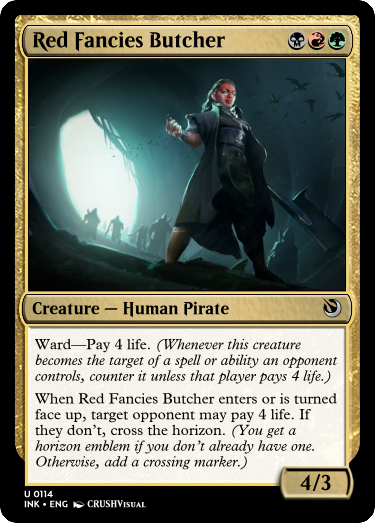 Red Fancies Butcher
Creature — Human Pirate
Ward—Pay 4 life. (Whenever this creature
becomes the target of a spell or ability an opponent
controls, counter it unless that player pays 4 life.)
When Red Fancies Butcher enters or is turned
face up, target opponent may pay 4 life. If
they don't, cross the horizon. (You get a
horizon emblem if you don't already have one.
Otherwise, add a crossing marker.)
4/3
U 0114
INK • ENG CRUSHVISUAL